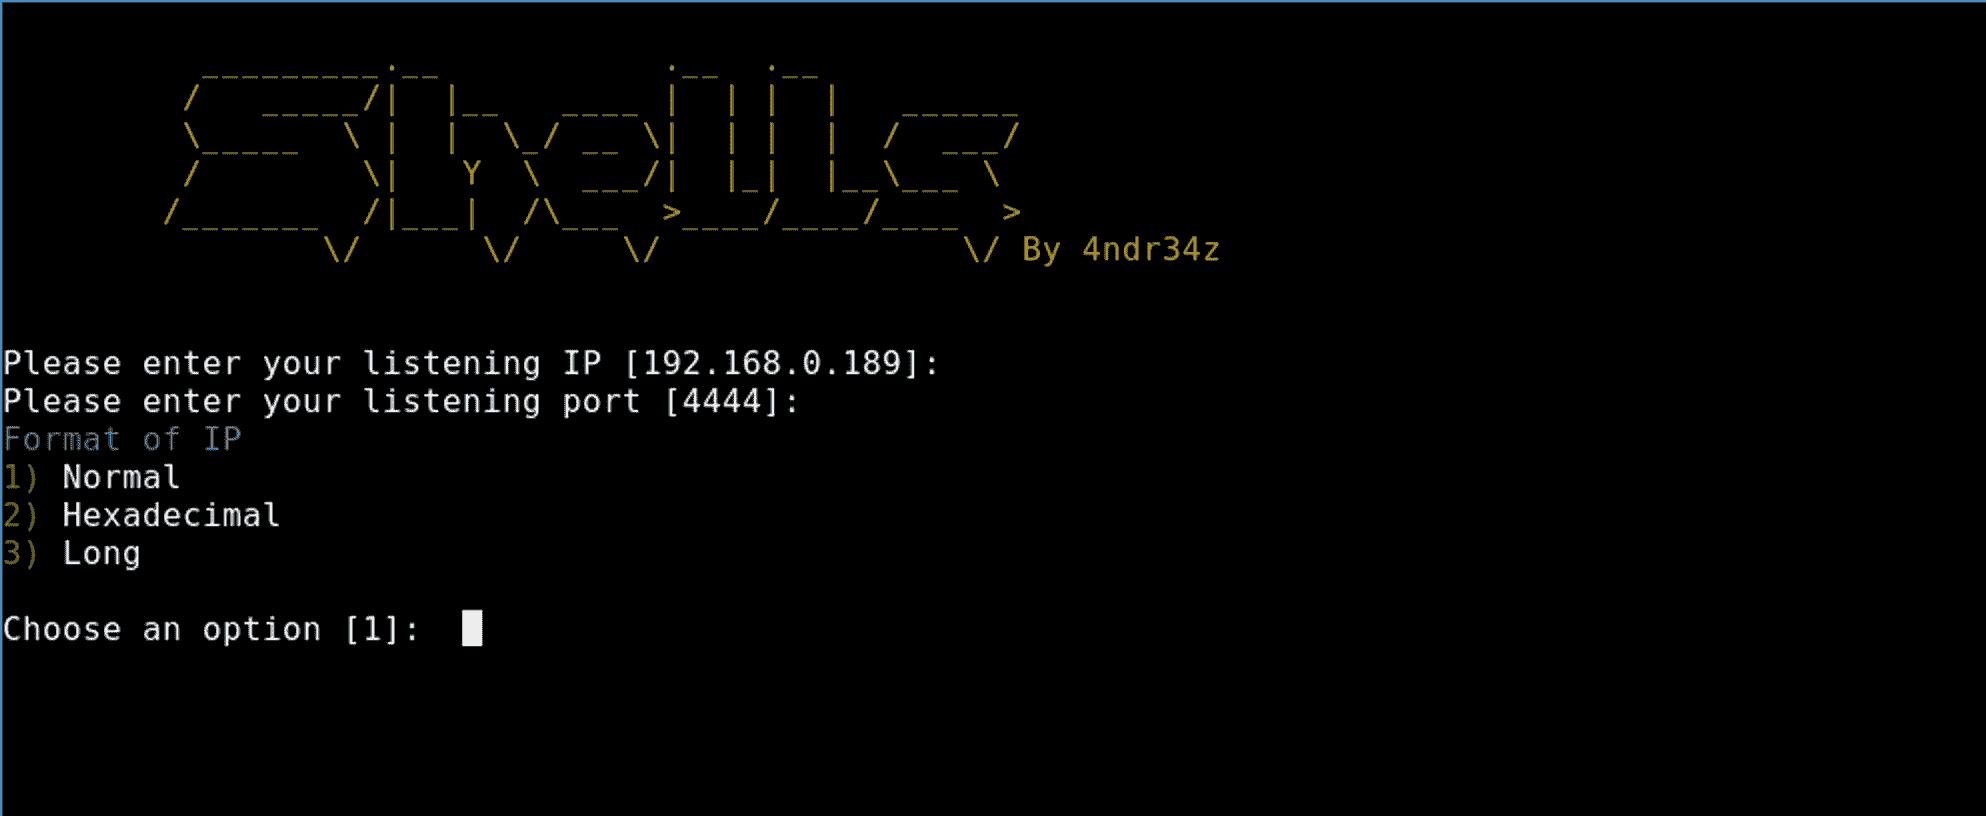 Shells
By 4ndr34z
Please enter your listening IP [192.168.0.189]:
Please enter your listening port [4444]:
Format of IP
1) Normal
2) Hexadecimal
3) Long
Choose an option [1]: